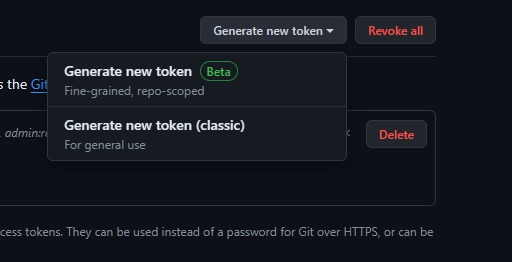 Generate new token
Revoke all
Generate new token Beta
s the Git
Fine-grained, repo-scoped
Generate new token (classic)
admin:r
Delete
For general use
cess tokens. They can be used instead of a password for Git over HTTPS, or can be